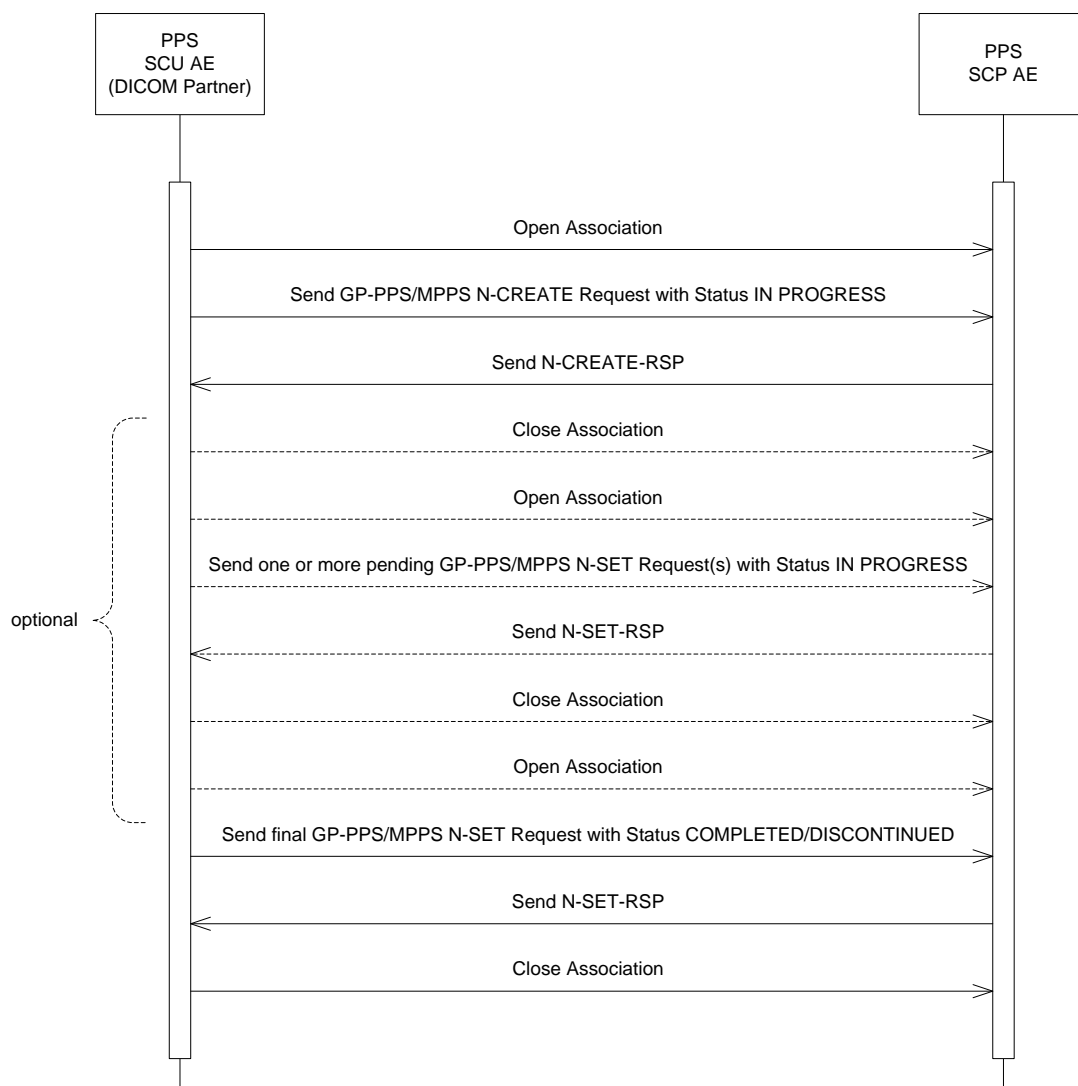 PPS
SCU AE
(DICOM Partner)
PPS
SCP AE
Open Association
Send GP-PPS/MPPS N-CREATE Request with Status IN PROGRESS
Send N-CREATE-RSP
Close Association
Open Association
Send one or more pending GP-PPS/MPPS N-SET Request(s) with Status IN PROGRESS
optional
Send N-SET-RSP
Close Association
Open Association
Send final GP-PPS/MPPS N-SET Request with Status COMPLETED/DISCONTINUED
Send N-SET-RSP
Close Association